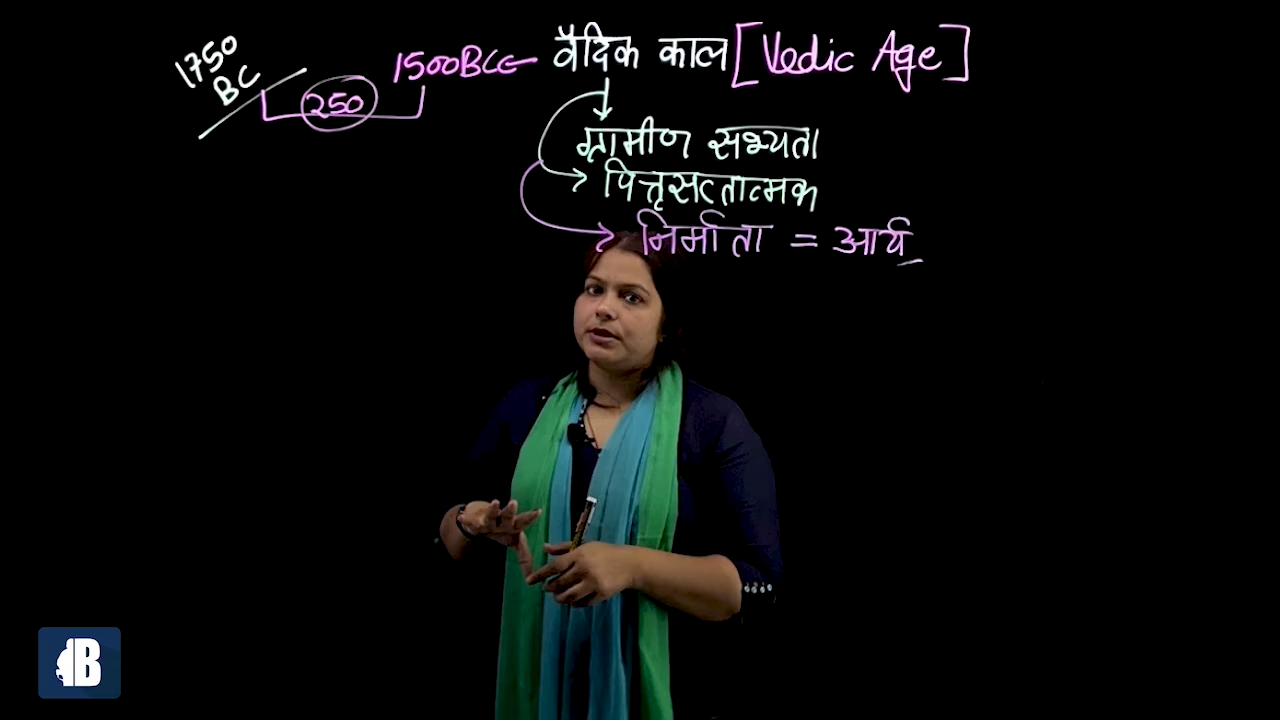 1750 BC
250
1500BCE वैदिक काल [Vedic Age]
ग्रामीण सभ्यता
पित्तृसत्तात्मक
निर्माता = आर्य
B